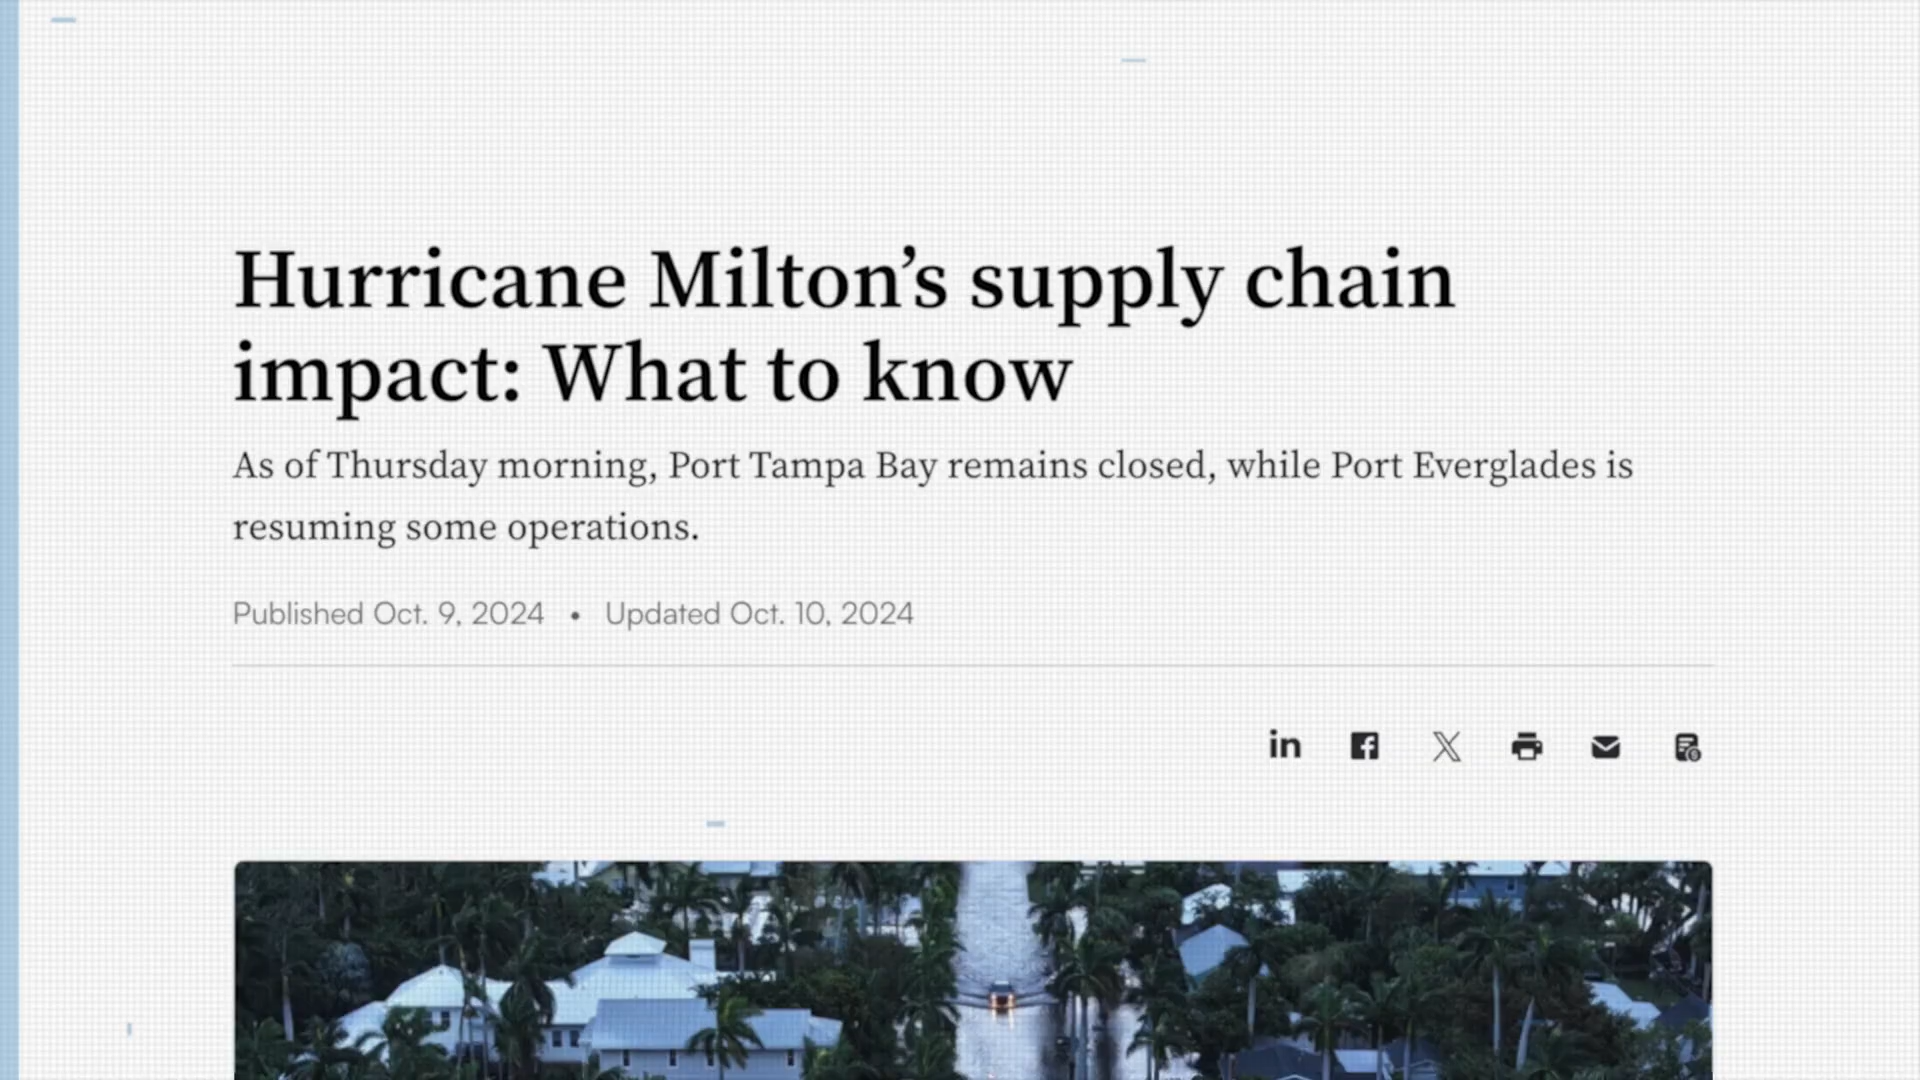 Hurricane Milton’s supply chain
impact: What to know
As of Thursday morning, Port Tampa Bay remains closed, while Port Everglades is
resuming some operations.
Published Oct. 9, 2024 • Updated Oct. 10, 2024
in f X